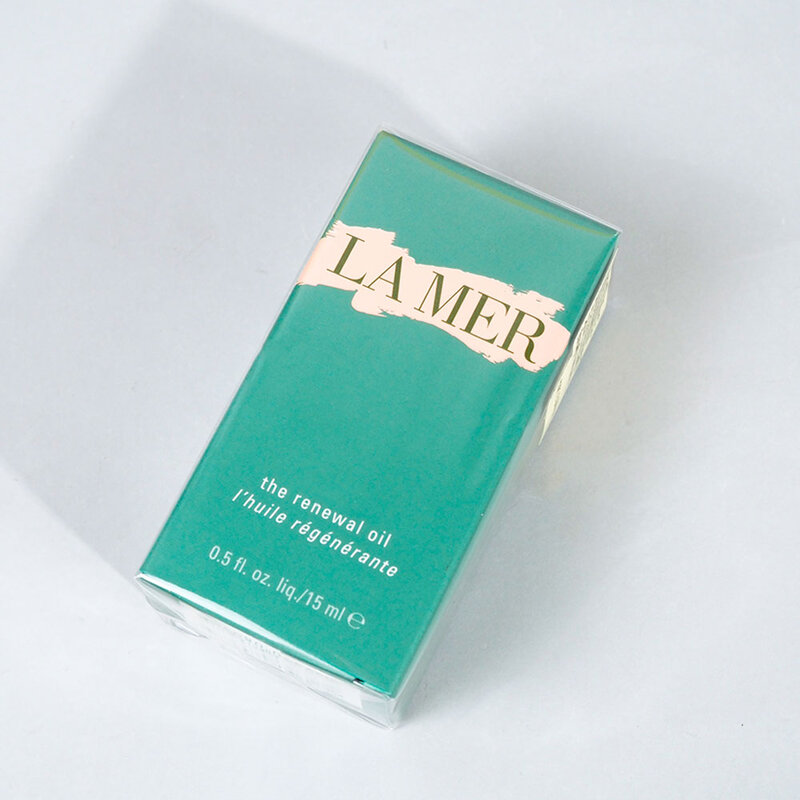 LA MER
the renewal oil
l'huile régénérante
0.5 fl. oz. liq./15 ml ℮